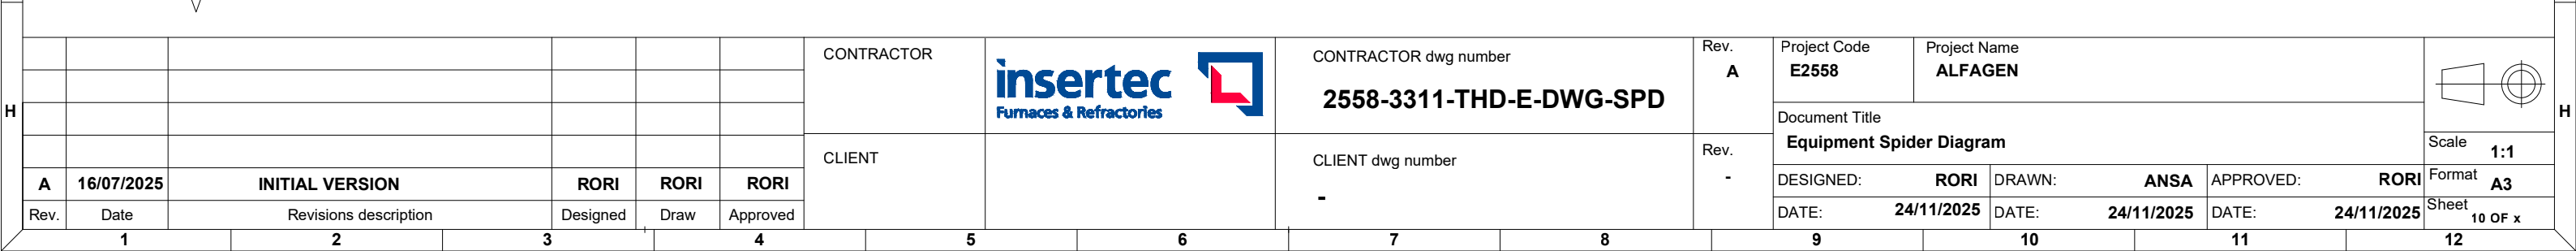 H
A 16/07/2025 INITIAL VERSION RORI RORI RORI
Rev. Date Revisions description Designed Draw Approved
CONTRACTOR
insertec
Furnaces & Refractories
CONTRACTOR dwg number
2558-3311-THD-E-DWG-SPD
Rev.
A
CLIENT
CLIENT dwg number
-
Rev.
-
Project Code
E2558
Project Name
ALFAGEN
Document Title
Equipment Spider Diagram
DESIGNED: RORI DRAWN: ANSA APPROVED: RORI
DATE: 24/11/2025 DATE: 24/11/2025 DATE: 24/11/2025
Scale
1:1
Format
A3
Sheet
10 OF x
H
1 2 3 4 5 6 7 8 9 10 11 12